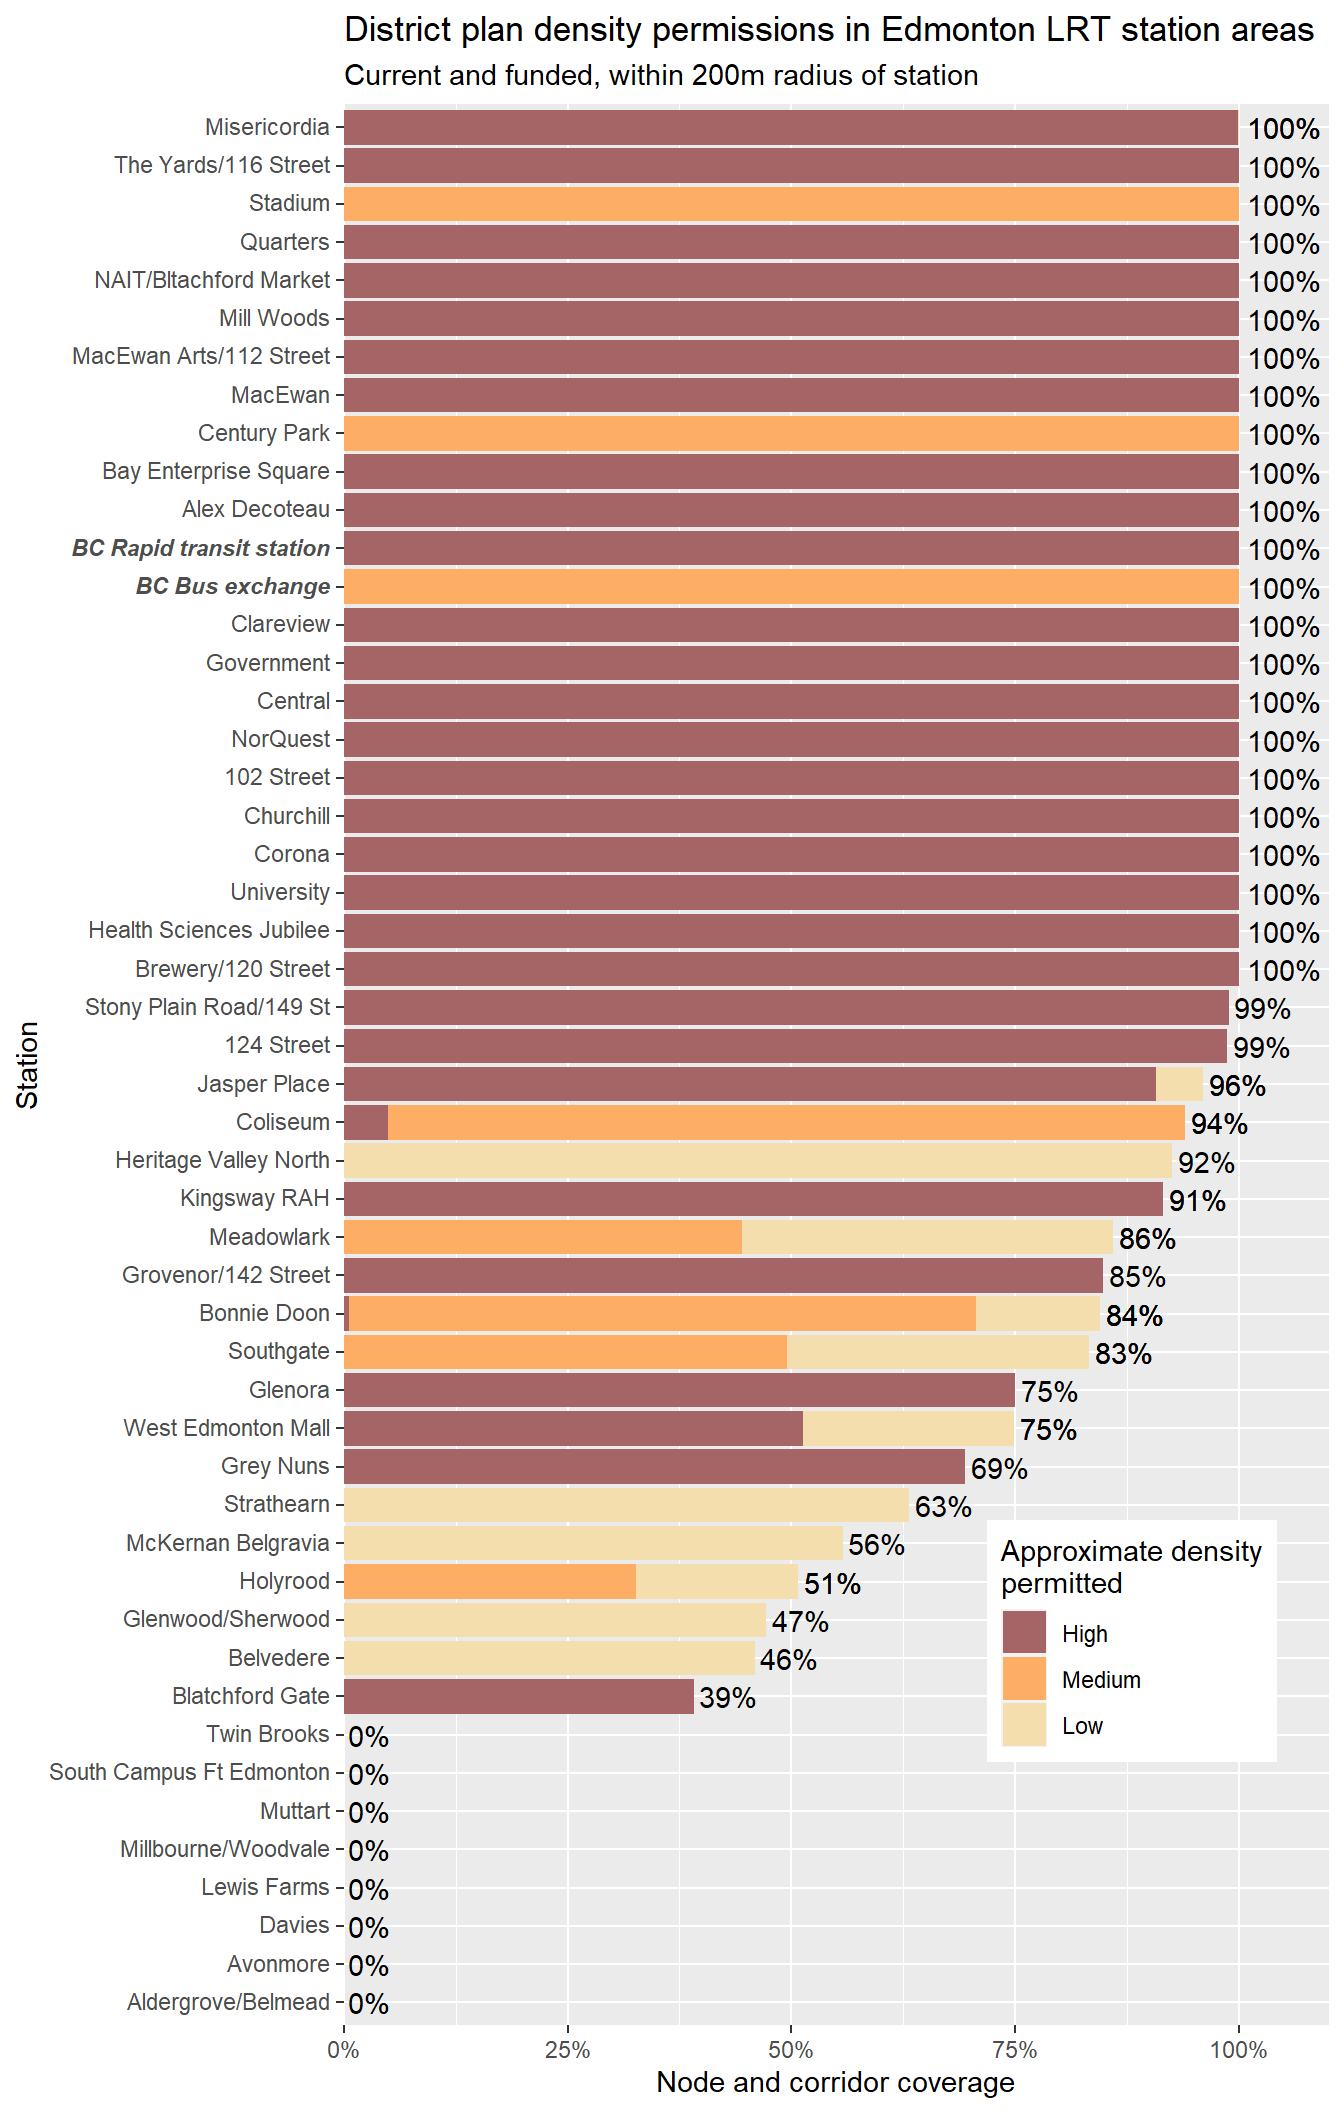 District plan density permissions in Edmonton LRT station areas
Current and funded, within 200m radius of station
Misericordia 100%
The Yards/116 Street 100%
Stadium 100%
Quarters 100%
NAIT/Bltachford Market 100%
Mill Woods 100%
MacEwan Arts/112 Street 100%
MacEwan 100%
Century Park 100%
Bay Enterprise Square 100%
Alex Decoteau 100%
BC Rapid transit station 100%
BC Bus exchange 100%
Clareview 100%
Government 100%
Central 100%
NorQuest 100%
102 Street 100%
Churchill 100%
Corona 100%
University 100%
Health Sciences Jubilee 100%
Brewery/120 Street 100%
Stony Plain Road/149 St 99%
124 Street 99%
Jasper Place 96%
Coliseum 94%
Heritage Valley North 92%
Kingsway RAH 91%
Meadowlark 86%
Grovenor/142 Street 85%
Bonnie Doon 84%
Southgate 83%
Glenora 75%
West Edmonton Mall 75%
Grey Nuns 69%
Strathearn 63%
McKernan Belgravia 56%
Holyrood 51%
Glenwood/Sherwood 47%
Belvedere 46%
Blatchford Gate 39%
Twin Brooks 0%
South Campus Ft Edmonton 0%
Muttart 0%
Millbourne/Woodvale 0%
Lewis Farms 0%
Davies 0%
Avonmore 0%
Aldergrove/Belmead 0%
Station
Approximate density
permitted
High
Medium
Low
0% 25% 50% 75% 100%
Node and corridor coverage